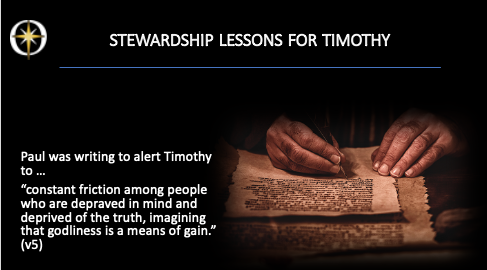 STEWARDSHIP LESSONS FOR TIMOTHY
Paul was writing to alert Timothy
to ...
“constant friction among people
who are depraved in mind and
deprived of the truth, imagining
that godliness is a means of gain.”
(v5)